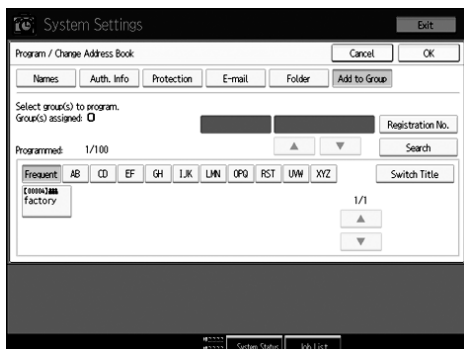 System Settings
Exit
Program / Change Address Book
Cancel
OK
Names
Auth. Info
Protection
E-mail
Folder
Add to Group
Select group(s) to program.
Group(s) assigned: 0
Registration No.
Programmed: 1/100
Search
Frequent
AB
CD
EF
GH
IJK
LMN
OPQ
RST
UVW
XYZ
Switch Title
[00004]
factory
1/1
System Status
Job List